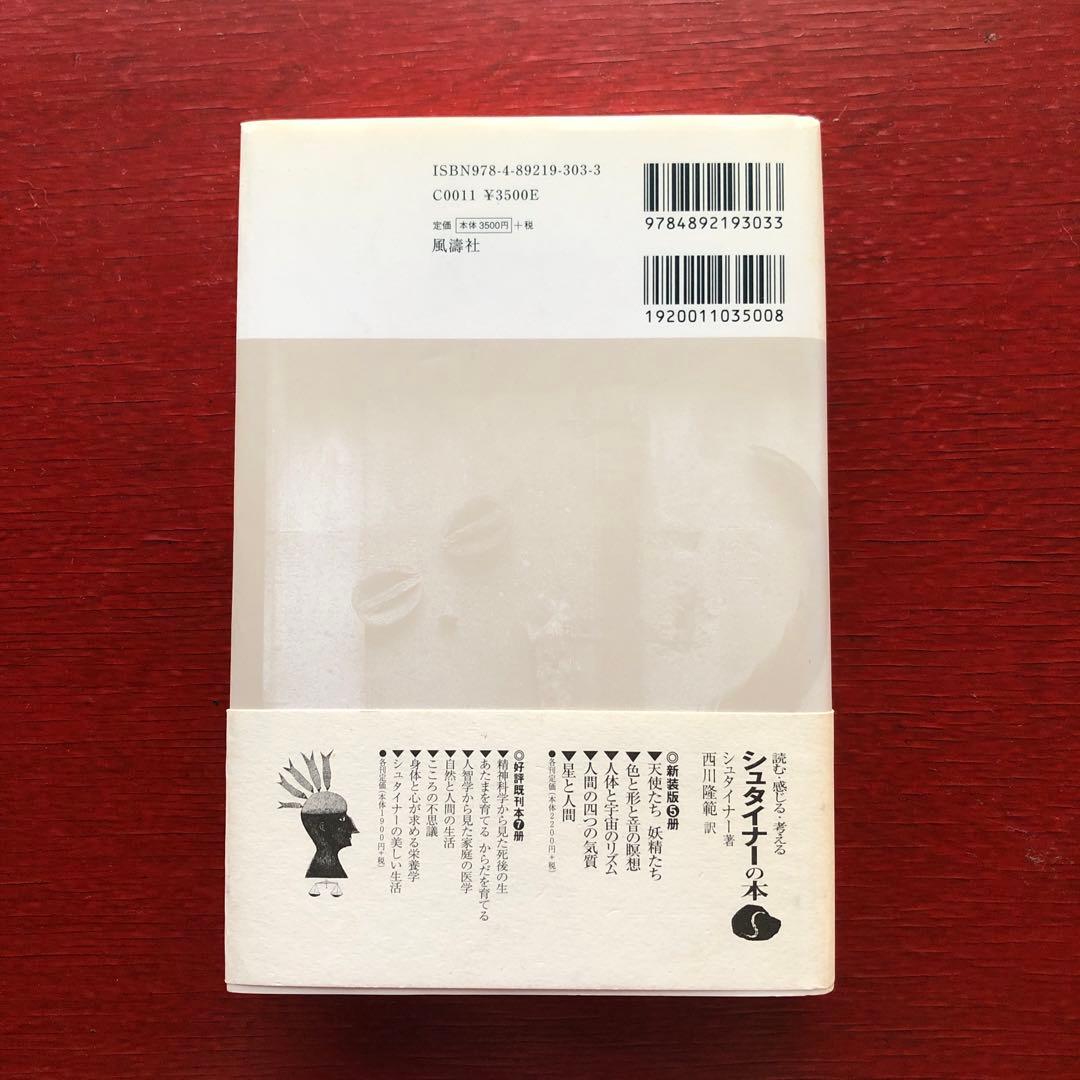 ISBN978-4-89219-303-3
C0011 ¥3500E
定価 本体 3500円 +税
風濤社
9784892193033
1920011035008
読む・感じる・考える
シュタイナーの本
シュタイナー著
西川隆範 訳
◎新装版❺册
▼天使たち 妖精たち
▼色と形と音の瞑想
▼人体と宇宙のリズム
▼人間の四つの気質
▼星と人間
●各刊定価(本体2200円+税)
◎好評既刊本❼册
▼精神科学から見た死後の生
▼あたまを育てる からだを育てる
▼人智学から見た家庭の医学
▼自然と人間の生活
▼こころの不思議
▼身体と心が求める栄養学
▼シュタイナーの美しい生活
●各刊定価(本体1900円+税)
S